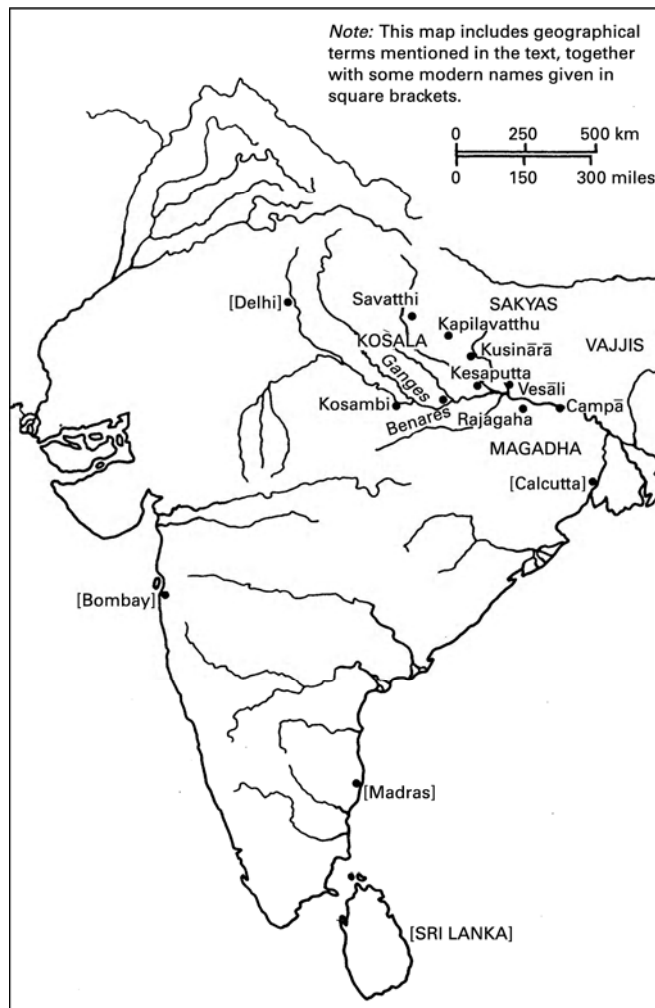 Note: This map includes geographical
terms mentioned in the text, together
with some modern names given in
square brackets.
0 250 500 km
0 150 300 miles
[Delhi]
Savatthi
SAKYAS
Kapilavatthu
KOŚALA
Kusinārā
VAJJIS
Ganges
Kesaputta
Vesāli
Kosambi
Benares
Rajagaha
Campā
MAGADHA
[Calcutta]
[Bombay]
[Madras]
[SRI LANKA]